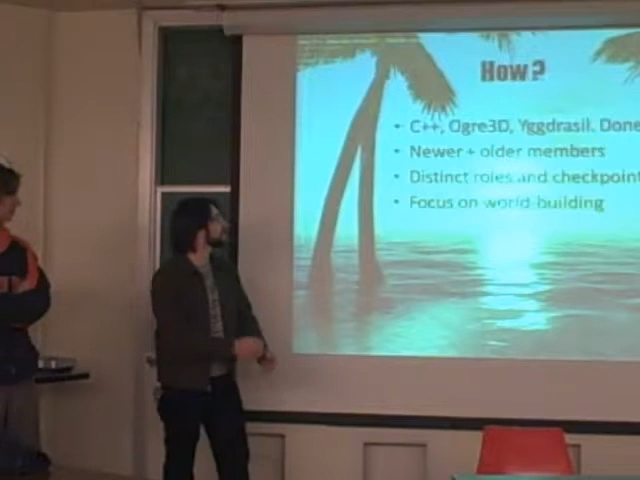 How?
• C++, Ogre3D, Yggdrasil. Done
• Newer + older members
• Distinct roles and checkpoint
• Focus on world-building